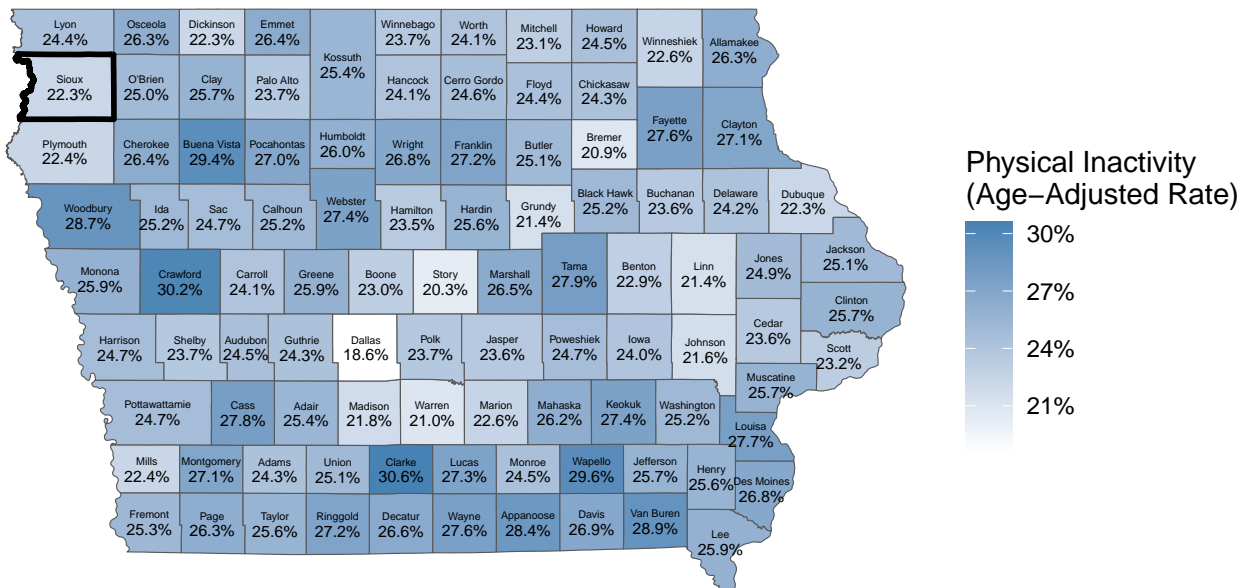 Lyon
24.4%
Osceola
26.3%
Dickinson
22.3%
Emmet
26.4%
Kossuth
25.4%
Winnebago
23.7%
Worth
24.1%
Mitchell
23.1%
Howard
24.5%
Winneshiek
22.6%
Allamakee
26.3%
Sioux
22.3%
O'Brien
25.0%
Clay
25.7%
Palo Alto
23.7%
Hancock
24.1%
Cerro Gordo
24.6%
Floyd
24.4%
Chickasaw
24.3%
Fayette
27.6%
Clayton
27.1%
Plymouth
22.4%
Cherokee
26.4%
Buena Vista
29.4%
Pocahontas
27.0%
Humboldt
26.0%
Wright
26.8%
Franklin
27.2%
Butler
25.1%
Bremer
20.9%
Woodbury
28.7%
Ida
25.2%
Sac
24.7%
Calhoun
25.2%
Webster
27.4%
Hamilton
23.5%
Hardin
25.6%
Grundy
21.4%
Black Hawk
25.2%
Buchanan
23.6%
Delaware
24.2%
Dubuque
22.3%
Monona
25.9%
Crawford
30.2%
Carroll
24.1%
Greene
25.9%
Boone
23.0%
Story
20.3%
Marshall
26.5%
Tama
27.9%
Benton
22.9%
Linn
21.4%
Jones
24.9%
Jackson
25.1%
Clinton
25.7%
Harrison
24.7%
Shelby
23.7%
Audubon
24.5%
Guthrie
24.3%
Dallas
18.6%
Polk
23.7%
Jasper
23.6%
Poweshiek
24.7%
Iowa
24.0%
Johnson
21.6%
Cedar
23.6%
Scott
23.2%
Muscatine
25.7%
Pottawattamie
24.7%
Cass
27.8%
Adair
25.4%
Madison
21.8%
Warren
21.0%
Marion
22.6%
Mahaska
26.2%
Keokuk
27.4%
Washington
25.2%
Louisa
27.7%
Mills
22.4%
Montgomery
27.1%
Adams
24.3%
Union
25.1%
Clarke
30.6%
Lucas
27.3%
Monroe
24.5%
Wapello
29.6%
Jefferson
25.7%
Henry
25.6%
Des Moines
26.8%
Fremont
25.3%
Page
26.3%
Taylor
25.6%
Ringgold
27.2%
Decatur
26.6%
Wayne
27.6%
Appanoose
28.4%
Davis
26.9%
Van Buren
28.9%
Lee
25.9%
Physical Inactivity
(Age−Adjusted Rate)
30%
27%
24%
21%